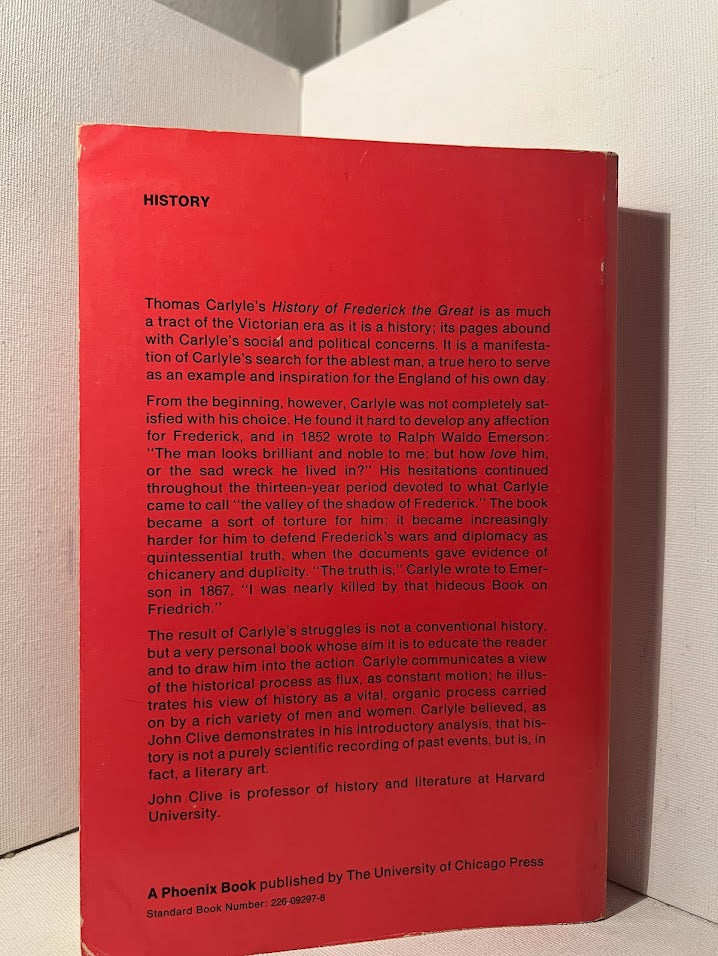 HISTORY
Thomas Carlyle's History of Frederick the Great is as much
a tract of the Victorian era as it is a history; its pages abound
with Carlyle's social and political concerns. It is a manifesta-
tion of Carlyle's search for the ablest man, a true hero to serve
as an example and inspiration for the England of his own day.
From the beginning, however, Carlyle was not completely sat-
isfied with his choice. He found it hard to develop any affection
for Frederick, and in 1852 wrote to Ralph Waldo Emerson:
"The man looks brilliant and noble to me; but how love him,
or the sad wreck he lived in?" His hesitations continued
throughout the thirteen-year period devoted to what Carlyle
came to call "the valley of the shadow of Frederick." The book
became a sort of torture for him; it became increasingly
harder for him to defend Frederick's wars and diplomacy as
quintessential truth, when the documents gave evidence of
chicanery and duplicity. "The truth is," Carlyle wrote to Emer-
son in 1867, "I was nearly killed by that hideous Book on
Friedrich."
The result of Carlyle's struggles is not a conventional history,
but a very personal book whose aim it is to educate the reader
and to draw him into the action. Carlyle communicates a view
of the historical process as flux, as constant motion; he illus-
trates his view of history as a vital, organic process carried
on by a rich variety of men and women. Carlyle believed, as
John Clive demonstrates in his introductory analysis, that his-
tory is not a purely scientific recording of past events, but is, in
fact, a literary art.
John Clive is professor of history and literature at Harvard
University.
A Phoenix Book published by The University of Chicago Press
Standard Book Number: 226-09297-8